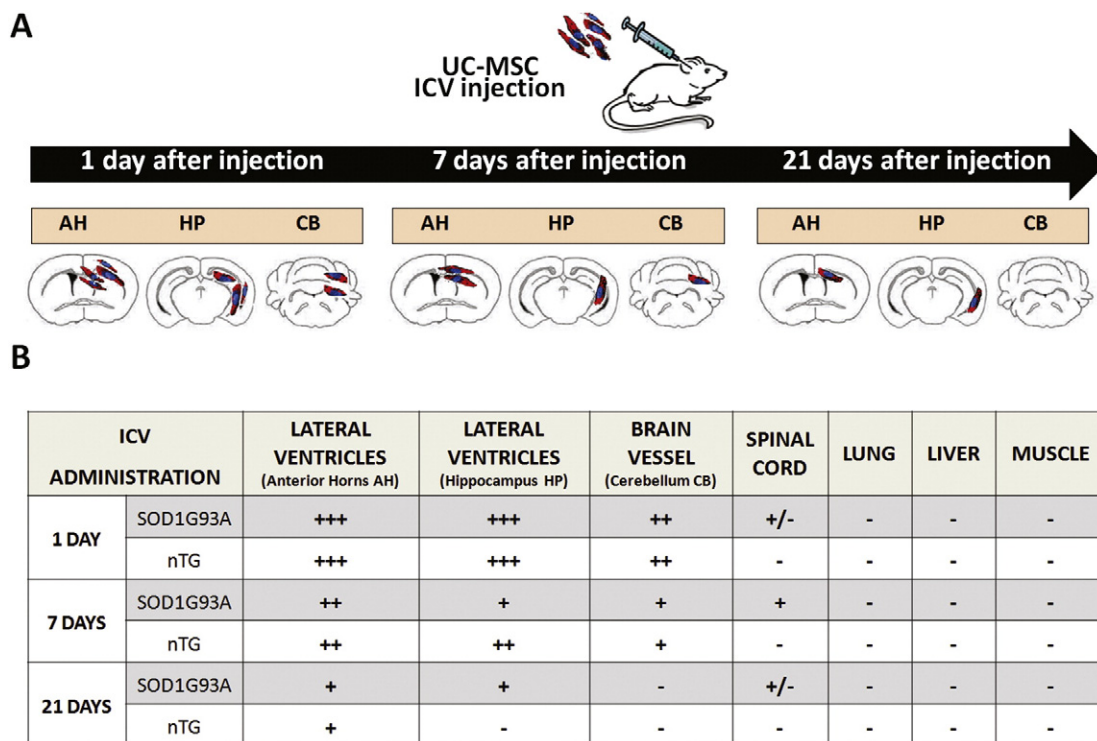 A
UC-MSC
ICV injection
1 day after injection 7 days after injection 21 days after injection
AH HP CB AH HP CB AH HP CB
B
ICV ADMINISTRATION LATERAL VENTRICLES (Anterior Horns AH) LATERAL VENTRICLES (Hippocampus HP) BRAIN VESSEL (Cerebellum CB) SPINAL CORD LUNG LIVER MUSCLE
1 DAY SOD1G93A +++ +++ ++ +/- - - -
nTG +++ +++ ++ - - - -
7 DAYS SOD1G93A ++ + + + - - -
nTG ++ ++ + - - - -
21 DAYS SOD1G93A + + - +/- - - -
nTG + - - - - - -